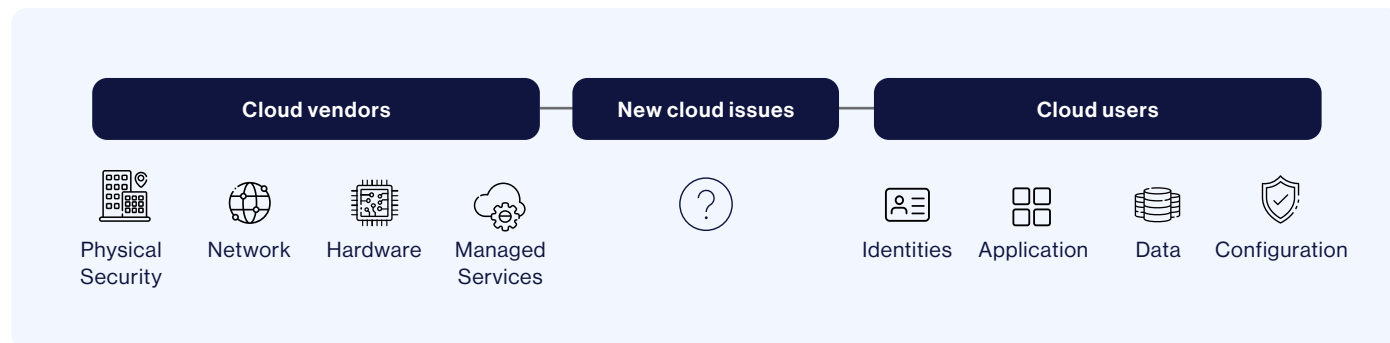 Cloud vendors
New cloud issues
Cloud users
?
Physical
Security
Network
Hardware
Managed
Services
Identities
Application
Data
Configuration